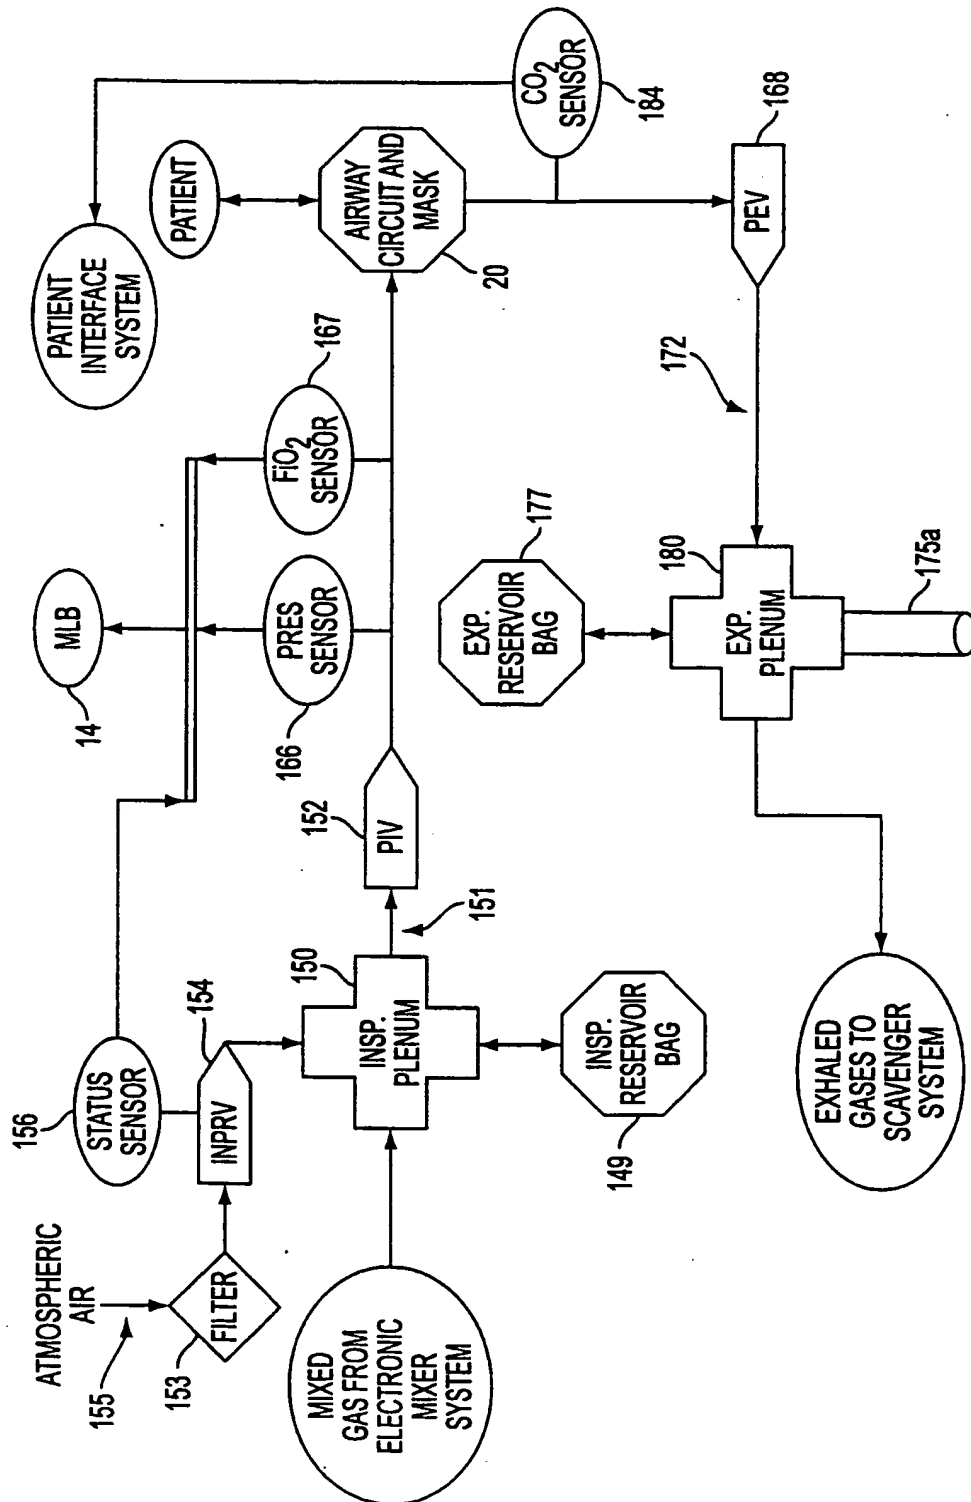 ATMOSPHERIC
AIR
155
153
FILTER
156
STATUS
SENSOR
INPRV
154
MIXED
GAS FROM
ELECTRONIC
MIXER
SYSTEM
INSP.
PLENUM
150
151
INSP.
RESERVOIR
BAG
149
PIV
152
14
MLB
PRES
SENSOR
166
FiO2
SENSOR
167
PATIENT
INTERFACE
SYSTEM
PATIENT
AIRWAY
CIRCUIT AND
MASK
20
CO2
SENSOR
184
PEV
168
172
EXP.
RESERVOIR
BAG
177
EXP.
PLENUM
180
175a
EXHALED
GASES TO
SCAVENGER
SYSTEM